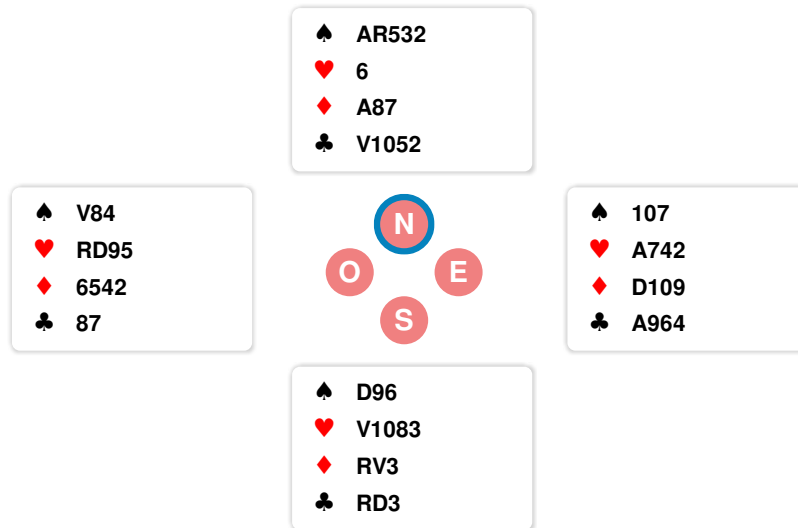 ♠ AR532
♥ 6
♦ A87
♣ V1052
♠ V84
♥ RD95
♦ 6542
♣ 87
N
O E
S
♠ 107
♥ A742
♦ D109
♣ A964
♠ D96
♥ V1083
♦ RV3
♣ RD3